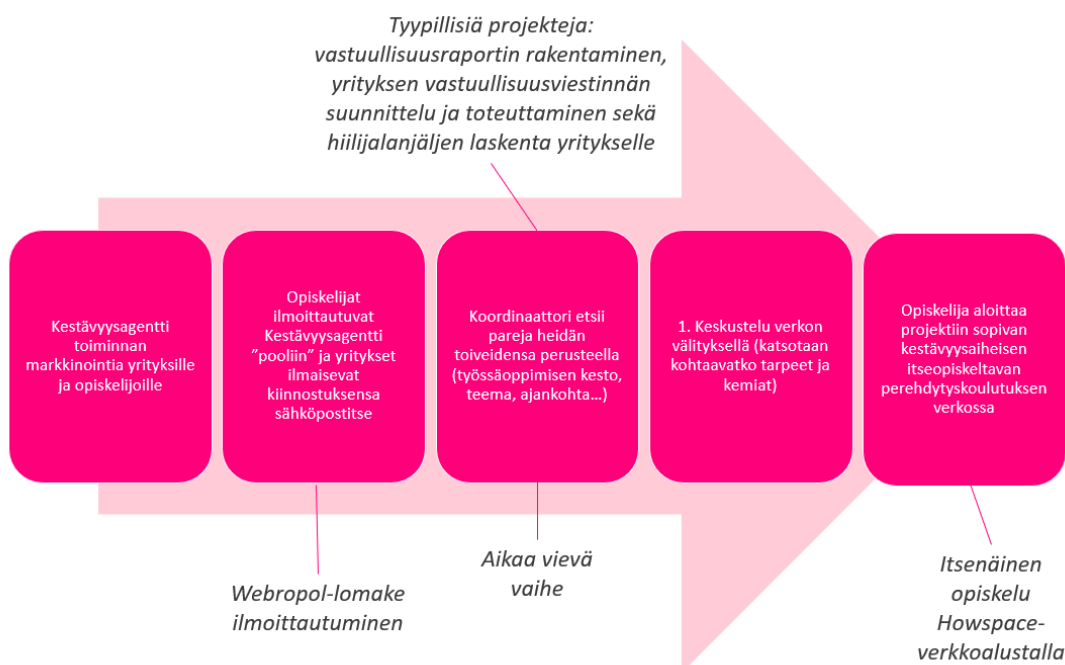 Tyypillisiä projekteja:
vastuullisuusraportin rakentaminen,
yrityksen vastuullisuusviestinnän
suunnittelu ja toteuttaminen sekä
hiilijalanjäljen laskenta yritykselle
Kestävyysagentti
toiminnan
markkinointia yrityksille
ja opiskelijoille
Opiskelijat
ilmoittautuvat
Kestävyysagentti
”pooliin” ja yritykset
ilmaisevat
kiinnostuksensa
sähköpostitse
Koordinaattori etsii
pareja heidän
toiveidensa perusteella
(työssäoppimisen kesto,
teema, ajankohta…)
1. Keskustelu verkon
välityksellä (katsotaan
kohtaavatko tarpeet ja
kemiat)
Opiskelija aloittaa
projektiin sopivan
kestävyysaiheisen
itseopiskeltavan
perehdytyskoulutuksen
verkossa
Webropol-lomake
ilmoittautuminen
Aikaa vievä
vaihe
Itsenäinen
opiskelu
Howspace-
verkkoalustalla